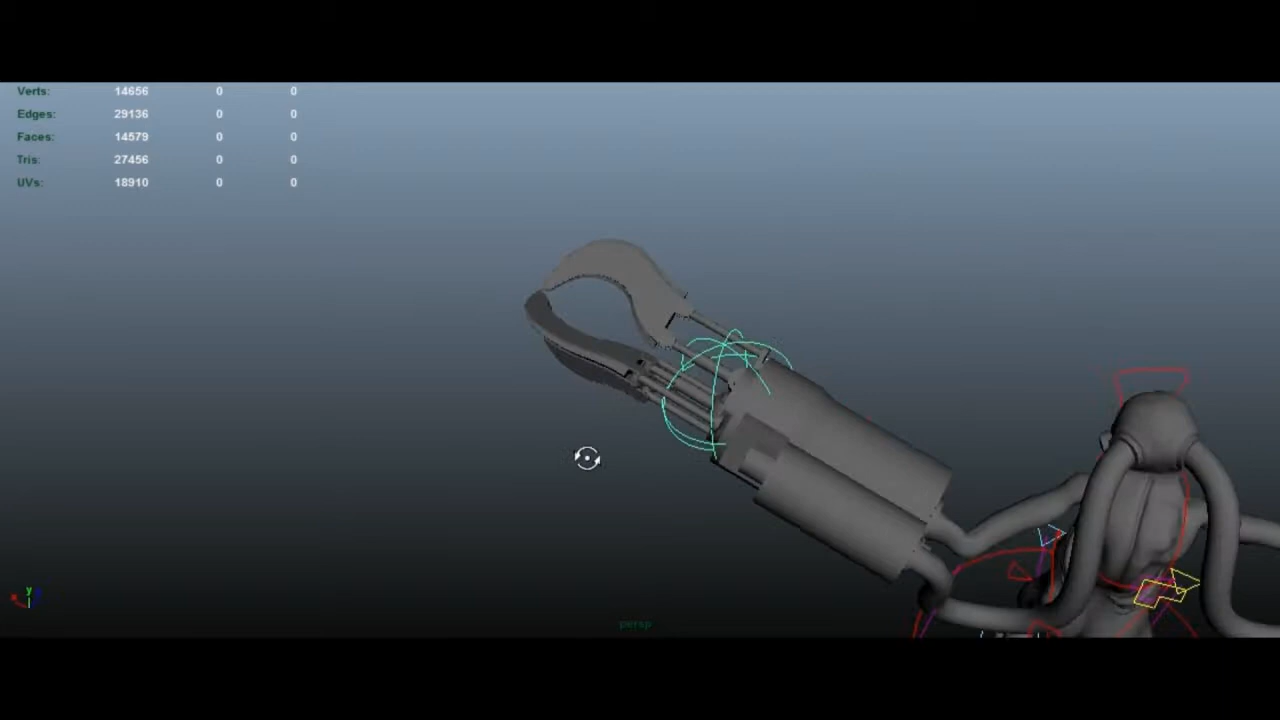 Verts: 14656 0 0
Edges: 29136 0 0
Faces: 14579 0 0
Tris: 27456 0 0
UVs: 18910 0 0
y
persp